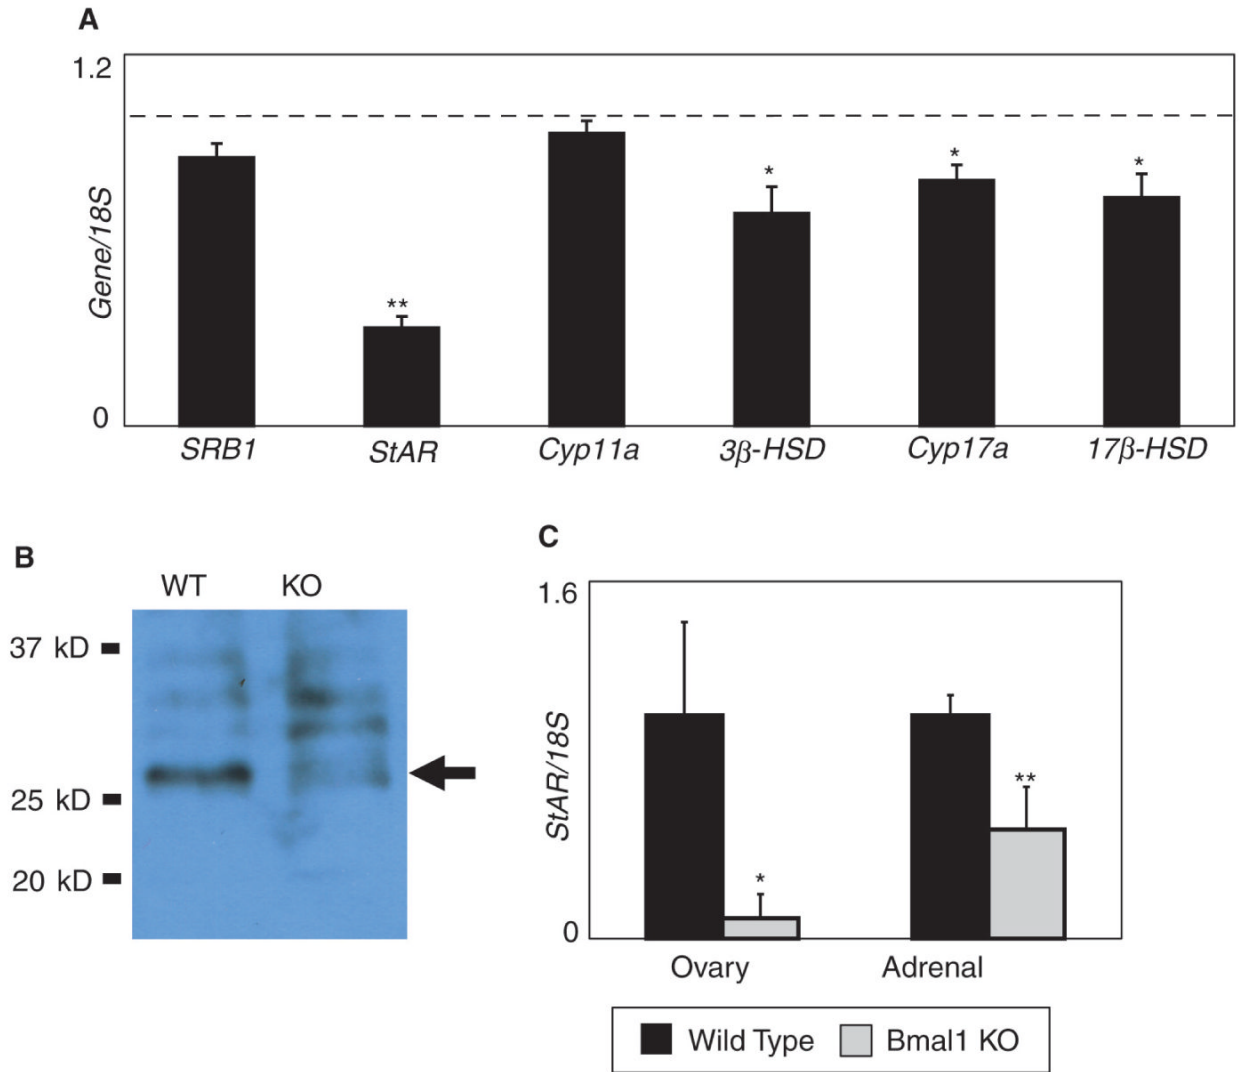 A
1.2
Gene/18S
0
**
*
*
*
SRB1 StAR Cyp11a 3β-HSD Cyp17a 17β-HSD
B
WT KO
37 kD
25 kD
20 kD
C
1.6
StAR/18S
0
*
**
Ovary Adrenal
Wild Type Bmal1 KO